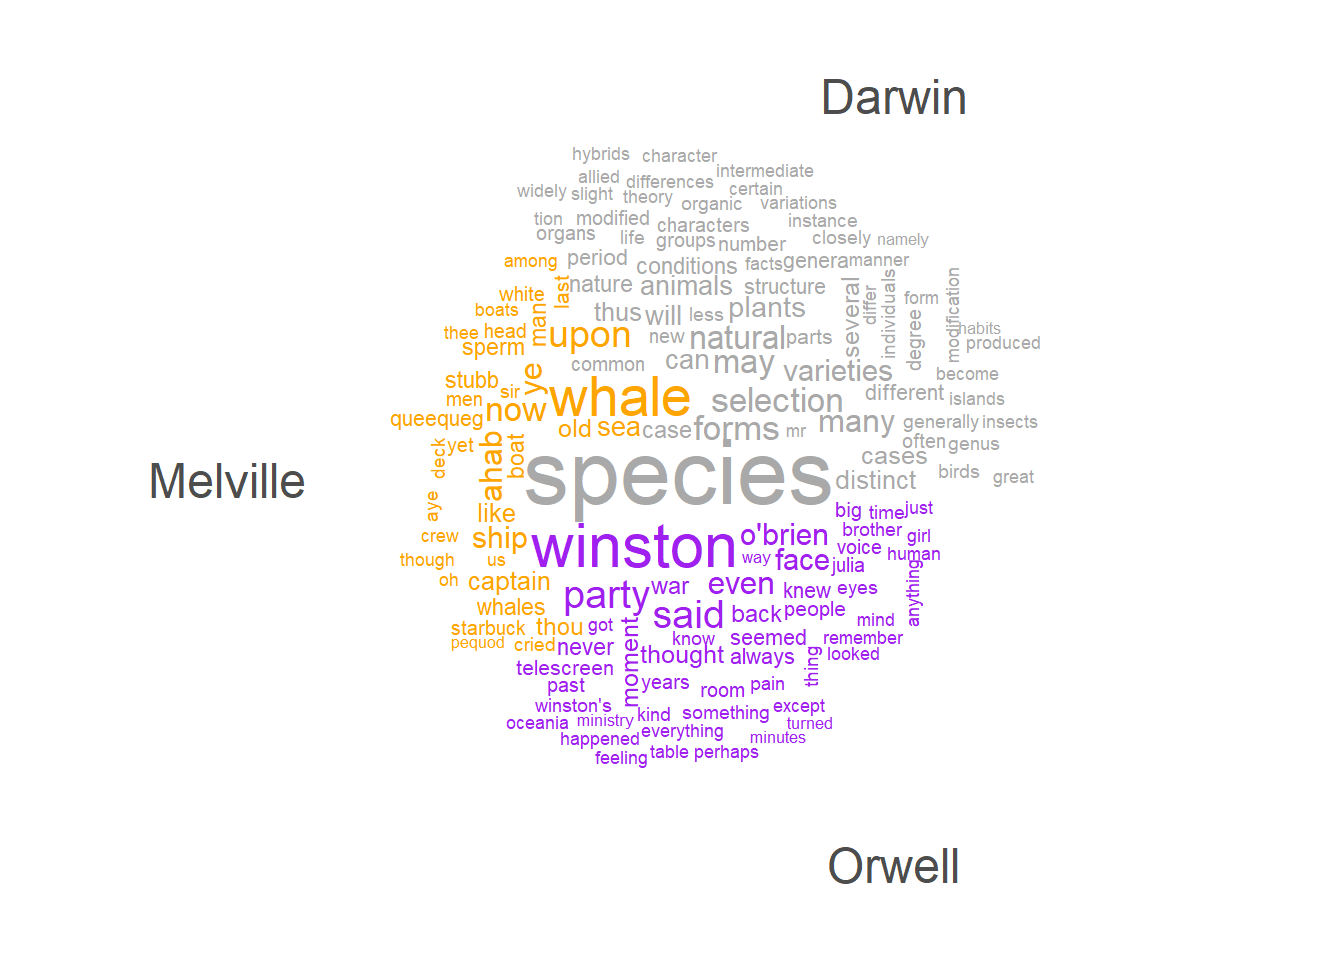 Darwin
hybrids character
allied differences intermediate
widely slight theory organic certain variations
tion modified characters instance
organs life groups number closely namely
among period conditions facts genera manner
white last nature animals structure several differ individuals form modification
boats man thus will less plants degree habits
thee head upon new natural parts produced
sperm common can may varieties become
stubb sir ye whale selection different islands
men now forms many generally insects
queequeg old sea case mr often genus
yet boat cases birds great
deck ahab species distinct
Melville
aye like big time just
crew ship winston o'brien brother girl
though us way face voice human
oh captain war even julia anything
whales party knew eyes
starbuck thou got said back people mind
pequod cried never know seemed remember
telescreen moment thought always thing looked
past years room pain
winston's kind something except
oceania ministry everything turned
happened minutes
feeling table perhaps
Orwell